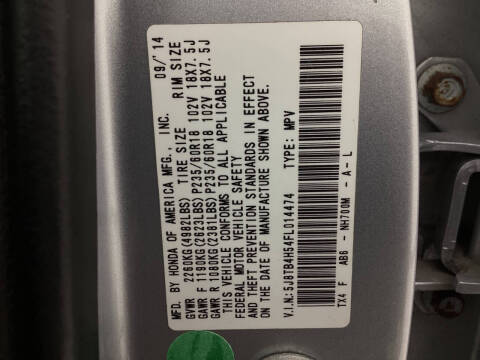 MFD. BY HONDA OF AMERICA MFG., INC. 09/'14
GVWR 2260KG(4982LBS) TIRE SIZE RIM SIZE
GAWR F 1190KG(2623LBS) P235/60R18 102V 18X7.5J
GAWR R 1080KG(2381LBS) P235/60R18 102V 18X7.5J
THIS VEHICLE CONFORMS TO ALL APPLICABLE
FEDERAL MOTOR VEHICLE SAFETY
AND THEFT PREVENTION STANDARDS IN EFFECT
ON THE DATE OF MANUFACTURE SHOWN ABOVE.
V.I.N:5J8TB4H54FL014474 TYPE: MPV
TX4 F AB6 - NH700M - A - L